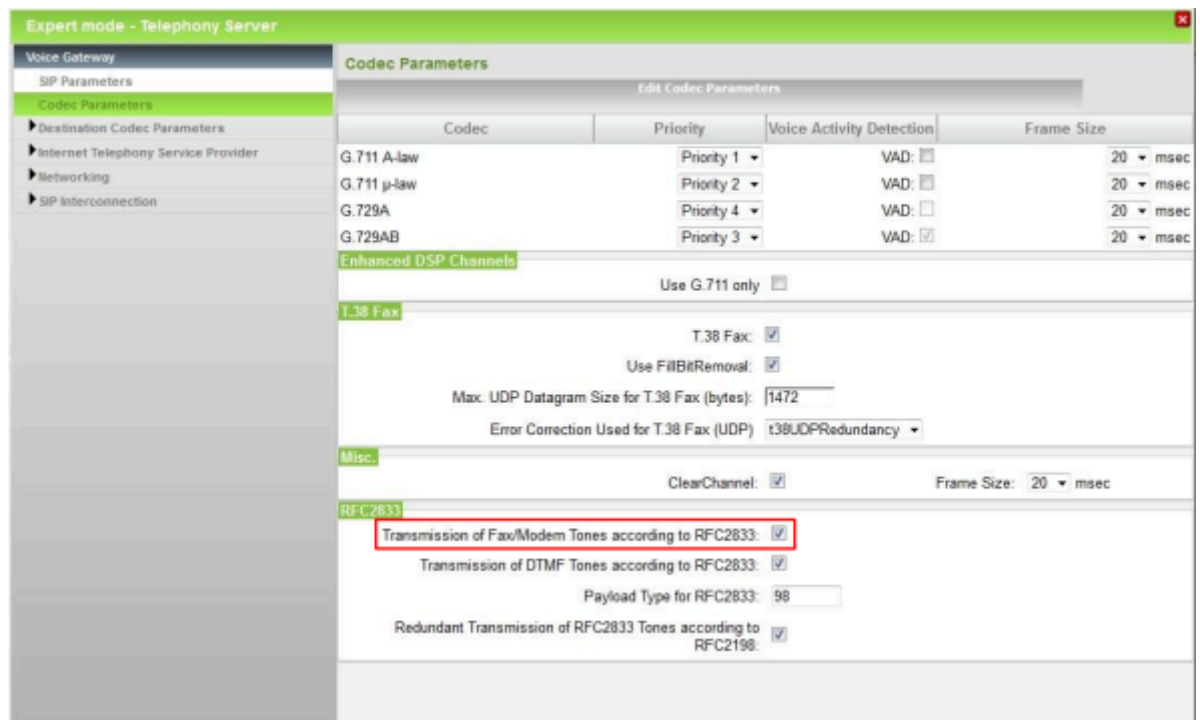 Expert mode - Telephony Server
Voice Gateway
SIP Parameters
Codec Parameters
Destination Codec Parameters
Internet Telephony Service Provider
Networking
SIP Interconnection
Codec Parameters
Edit Codec Parameters
Codec Priority Voice Activity Detection Frame Size
G.711 A-law Priority 1 VAD: 20 msec
G.711 µ-law Priority 2 VAD: 20 msec
G.729A Priority 4 VAD: 20 msec
G.729AB Priority 3 VAD: 20 msec
Enhanced DSP Channels
Use G.711 only
T.38 Fax
T.38 Fax:
Use FillBitRemoval:
Max. UDP Datagram Size for T.38 Fax (bytes): 1472
Error Correction Used for T.38 Fax (UDP) t38UDPRedundancy
Misc.
ClearChannel: Frame Size: 20 msec
RFC2833
Transmission of Fax/Modem Tones according to RFC2833:
Transmission of DTMF Tones according to RFC2833:
Payload Type for RFC2833: 98
Redundant Transmission of RFC2833 Tones according to
RFC2198: